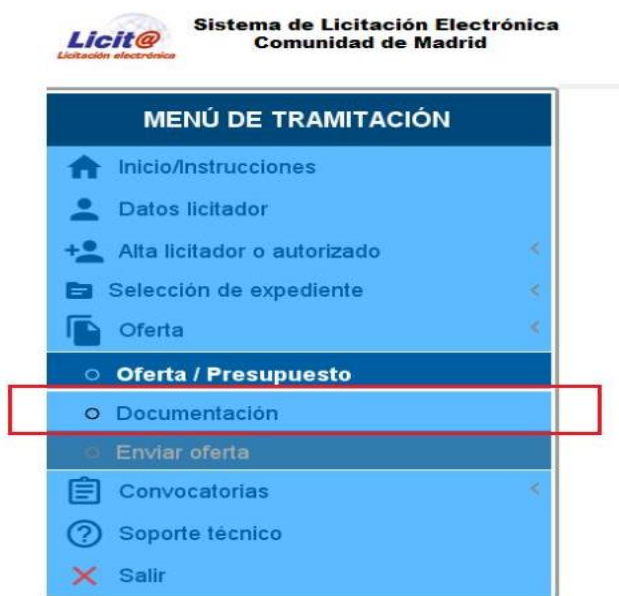 Licit@
Licitación electrónica
Sistema de Licitación Electrónica
Comunidad de Madrid
MENÚ DE TRAMITACIÓN
Inicio/Instrucciones
Datos licitador
Alta licitador o autorizado
Selección de expediente
Oferta
Oferta / Presupuesto
Documentación
Enviar oferta
Convocatorias
Soporte técnico
Salir